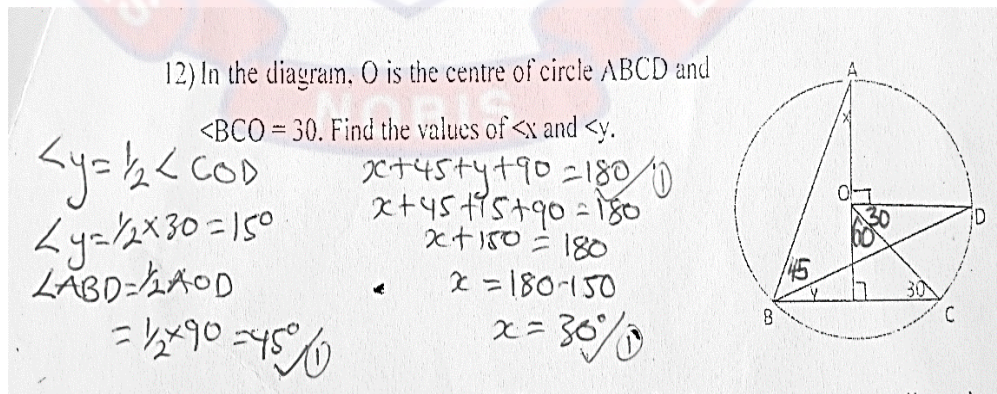 12) In the diagram, O is the centre of circle ABCD and
NOBIS
<BCO = 30. Find the values of <x and <y.
<y = 1/2 < COD
<y = 1/2 × 30 = 15°
∠ABD = 1/2 AOD
= 1/2 × 90 = 45° ✓ 1
x + 45 + y + 90 = 180 ✓ 1
x + 45 + 15 + 90 = 180
x + 150 = 180
x = 180 - 150
x = 30° ✓ 1
A
x
O
30
60
D
45
y
30
B
C